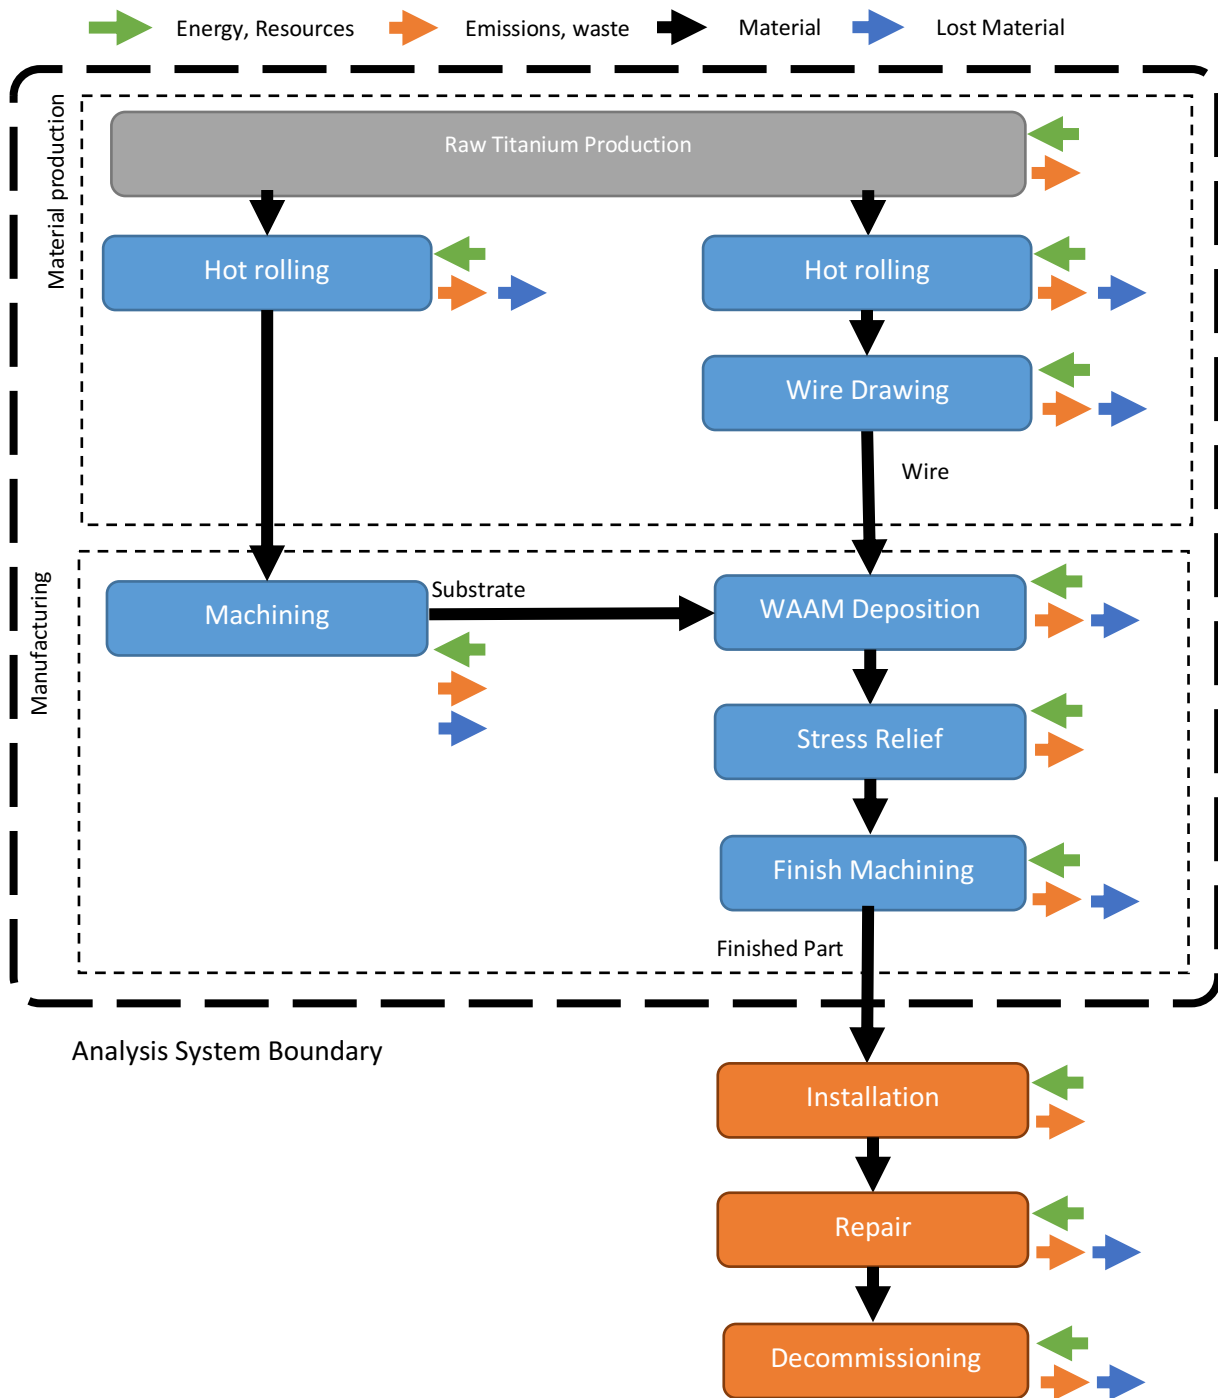 Energy, Resources
Emissions, waste
Material
Lost Material
Material production
Raw Titanium Production
Hot rolling
Hot rolling
Wire Drawing
Wire
Manufacturing
Machining
Substrate
WAAM Deposition
Stress Relief
Finish Machining
Finished Part
Analysis System Boundary
Installation
Repair
Decommissioning